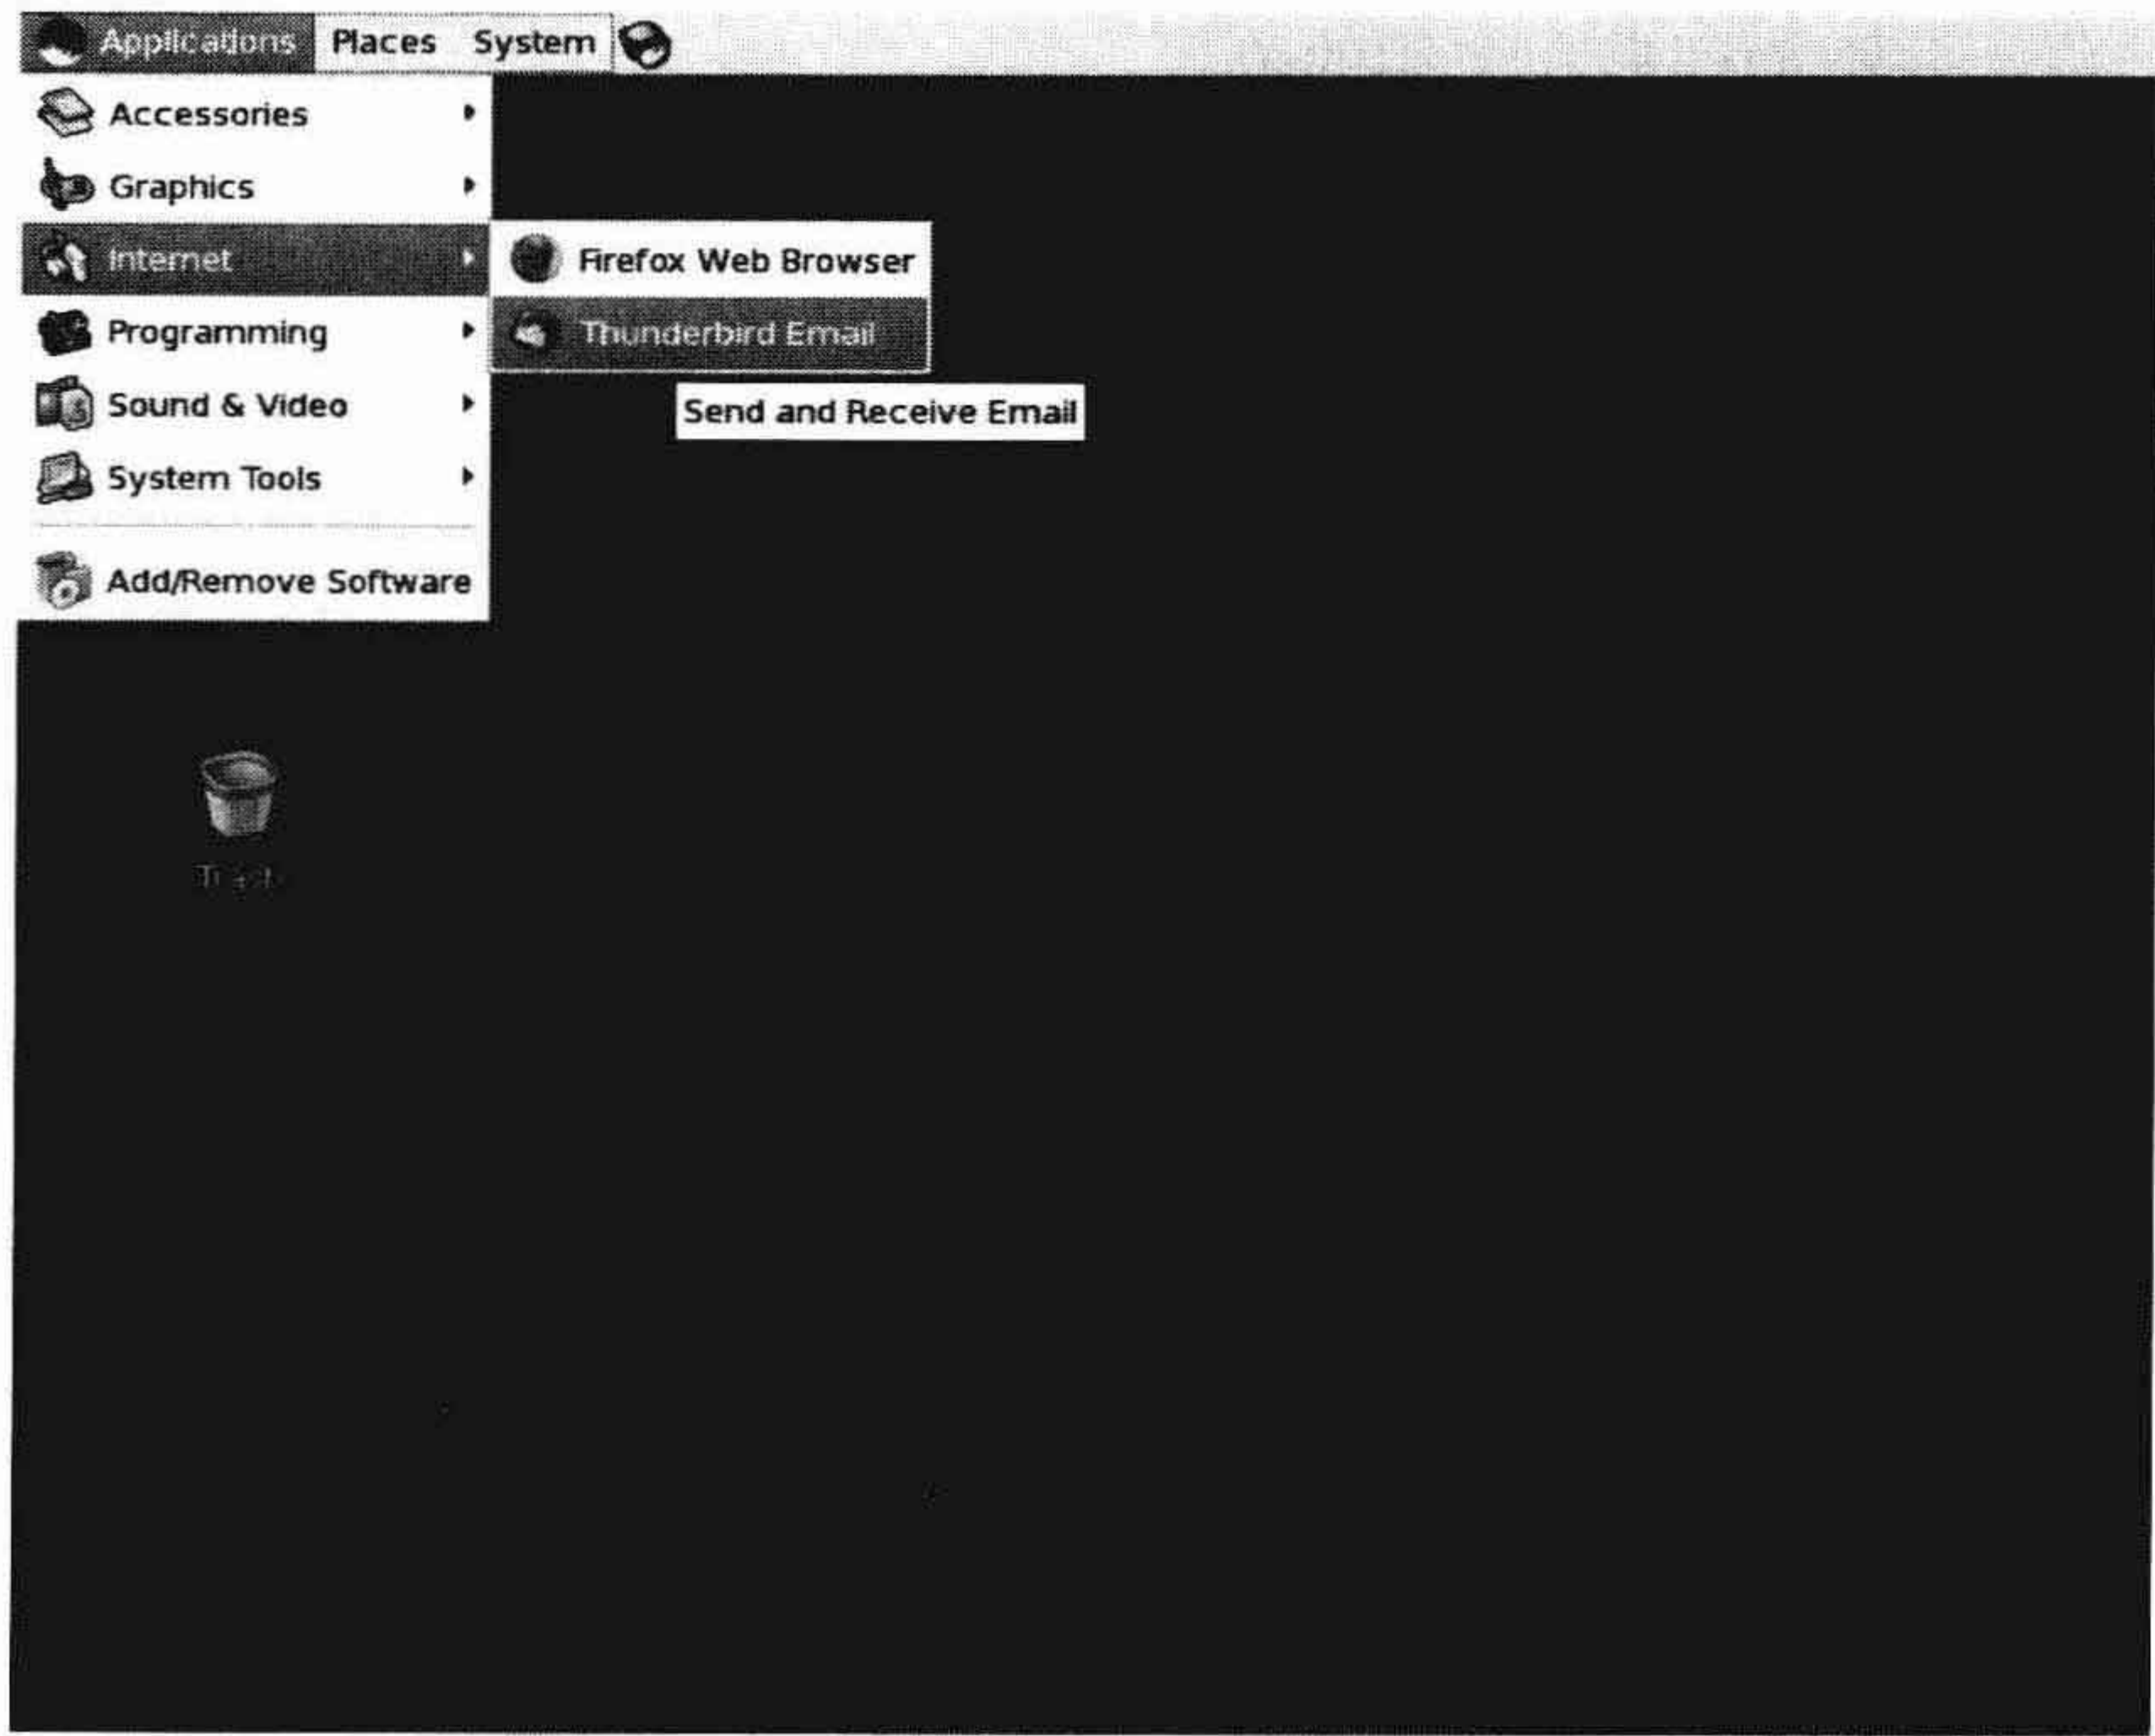 Applications Places System
Accessories
Graphics
Internet
Firefox Web Browser
Programming
Thunderbird Email
Sound & Video
Send and Receive Email
System Tools
Add/Remove Software
Trash